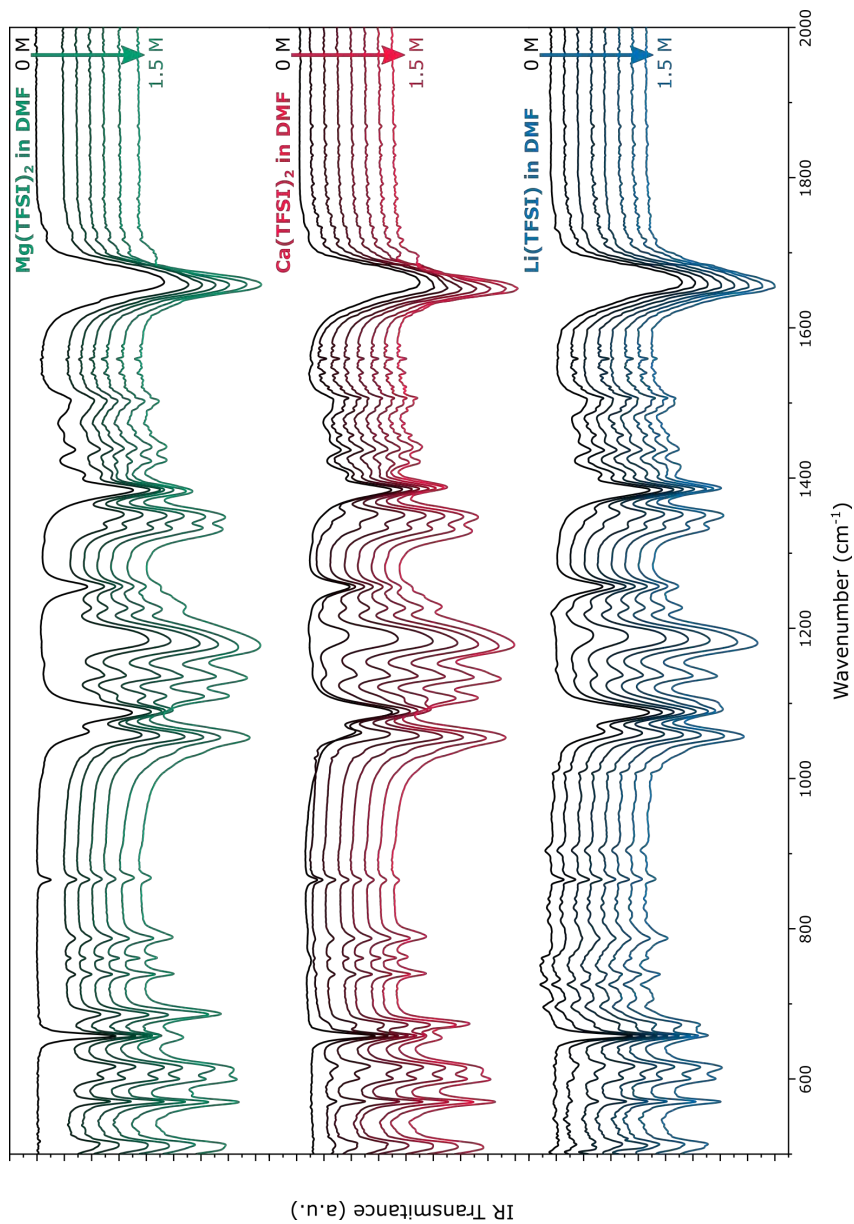 Mg(TFSI)₂ in DMF
0 M
1.5 M
Ca(TFSI)₂ in DMF
0 M
1.5 M
Li(TFSI) in DMF
0 M
1.5 M
IR Transmitance (a.u.)
600
800
1000
1200
1400
1600
1800
2000
Wavenumber (cm⁻¹)